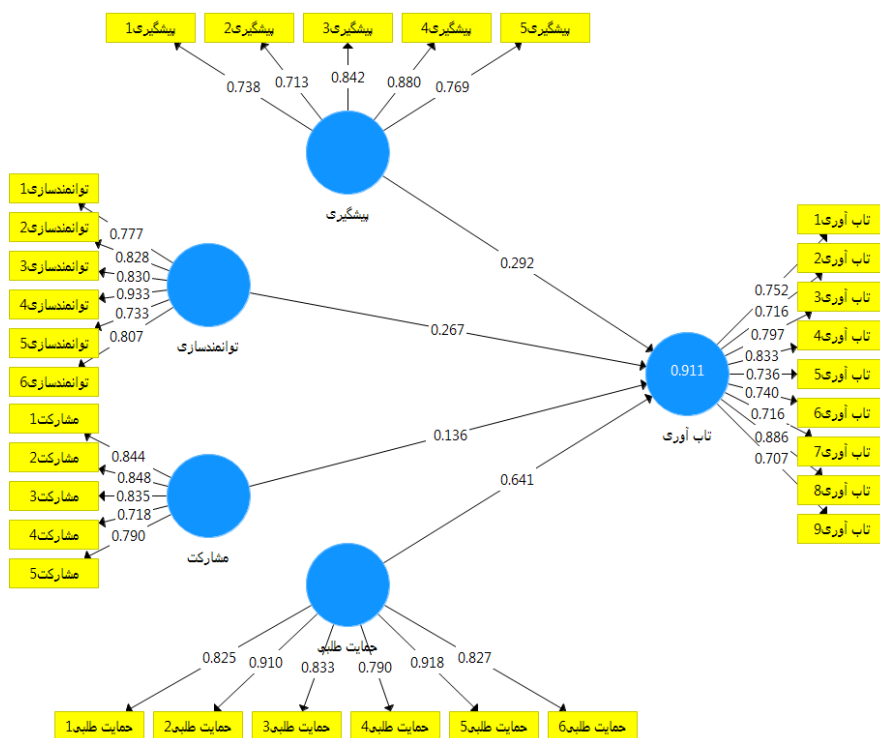 پیشگیری1
پیشگیری2
پیشگیری3
پیشگیری4
پیشگیری5
0.738
0.713
0.842
0.880
0.769
پیشگیری
توانمندسازی1
توانمندسازی2
توانمندسازی3
توانمندسازی4
توانمندسازی5
توانمندسازی6
0.777
0.828
0.830
0.933
0.733
0.807
توانمندسازی
مشارکت1
مشارکت2
مشارکت3
مشارکت4
مشارکت5
0.844
0.848
0.835
0.718
0.790
مشارکت
0.292
0.267
0.136
0.641
0.911
تاب آوری
0.752
0.716
0.797
0.833
0.736
0.740
0.716
0.886
0.707
تاب آوری1
تاب آوری2
تاب آوری3
تاب آوری4
تاب آوری5
تاب آوری6
تاب آوری7
تاب آوری8
تاب آوری9
حمایت طلبی
0.825
0.910
0.833
0.790
0.918
0.827
حمایت طلبی1
حمایت طلبی2
حمایت طلبی3
حمایت طلبی4
حمایت طلبی5
حمایت طلبی6